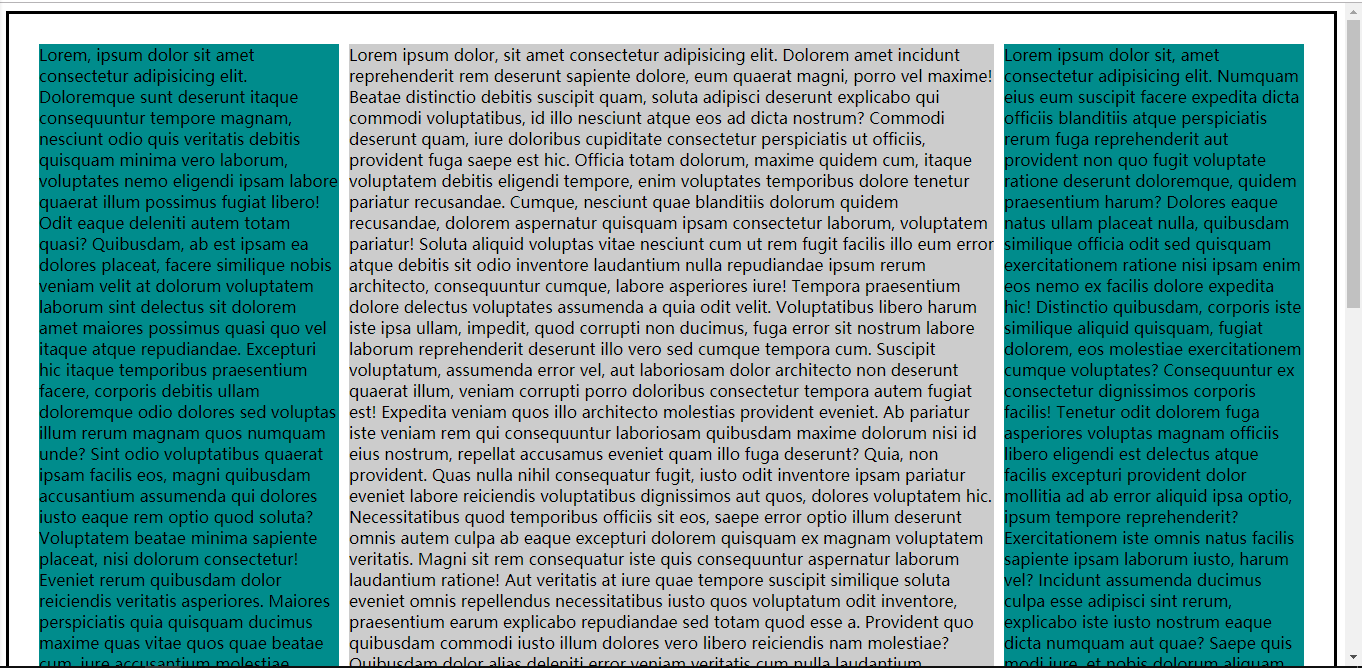 Lorem, ipsum dolor sit amet
consectetur adipisicing elit.
Doloremque sunt deserunt itaque
consequuntur tempore magnam,
nesciunt odio quis veritatis debitis
quisquam minima vero laborum,
voluptates nemo eligendi ipsam labore
quaerat illum possimus fugiat libero!
Odit eaque deleniti autem totam
quasi? Quibusdam, ab est ipsam ea
dolores placeat, facere similique nobis
veniam velit at dolorum voluptatem
laborum sint delectus sit dolorem
amet maiores possimus quasi quo vel
itaque atque repudiandae. Excepturi
hic itaque temporibus praesentium
facere, corporis debitis ullam
doloremque odio dolores sed voluptas
illum rerum magnam quos numquam
unde? Sint odio voluptatibus quaerat
ipsam facilis eos, magni quibusdam
accusantium assumenda qui dolores
iusto eaque rem optio quod soluta?
Voluptatem beatae minima sapiente
placeat, nisi dolorum consectetur!
Eveniet rerum quibusdam dolor
reiciendis veritatis asperiores. Maiores
perspiciatis quia quisquam ducimus
maxime quas vitae quos quae beatae
cum, iure accusantium molestiae
Lorem ipsum dolor, sit amet consectetur adipisicing elit. Dolorem amet incidunt
reprehenderit rem deserunt sapiente dolore, eum quaerat magni, porro vel maxime!
Beatae distinctio debitis suscipit quam, soluta adipisci deserunt explicabo qui
commodi voluptatibus, id illo nesciunt atque eos ad dicta nostrum? Commodi
deserunt quam, iure doloribus cupiditate consectetur perspiciatis ut officiis,
provident fuga saepe est hic. Officia totam dolorum, maxime quidem cum, itaque
voluptatem debitis eligendi tempore, enim voluptates temporibus dolore tenetur
pariatur recusandae. Cumque, nesciunt quae blanditiis dolorum quidem
recusandae, dolorem aspernatur quisquam ipsam consectetur laborum, voluptatem
pariatur! Soluta aliquid voluptas vitae nesciunt cum ut rem fugit facilis illo eum error
atque debitis sit odio inventore laudantium nulla repudiandae ipsum rerum
architecto, consequuntur cumque, labore asperiores iure! Tempora praesentium
dolore delectus voluptates assumenda a quia odit velit. Voluptatibus libero harum
iste ipsa ullam, impedit, quod corrupti non ducimus, fuga error sit nostrum labore
laborum reprehenderit deserunt illo vero sed cumque tempora cum. Suscipit
voluptatum, assumenda error vel, aut laboriosam dolor architecto non deserunt
quaerat illum, veniam corrupti porro doloribus consectetur tempora autem fugiat
est! Expedita veniam quos illo architecto molestias provident eveniet. Ab pariatur
iste veniam rem qui consequuntur laboriosam quibusdam maxime dolorum nisi id
eius nostrum, repellat accusamus eveniet quam illo fuga deserunt? Quia, non
provident. Quas nulla nihil consequatur fugit, iusto odit inventore ipsam pariatur
eveniet labore reiciendis voluptatibus dignissimos aut quos, dolores voluptatem hic.
Necessitatibus quod temporibus officiis sit eos, saepe error optio illum deserunt
omnis autem culpa ab eaque excepturi dolorem quisquam ex magnam voluptatem
veritatis. Magni sit rem consequatur iste quis consequuntur aspernatur laborum
laudantium ratione! Aut veritatis at iure quae tempore suscipit similique soluta
eveniet omnis repellendus necessitatibus iusto quos voluptatum odit inventore,
praesentium earum explicabo repudiandae sed totam quod esse a. Provident quo
quibusdam commodi iusto illum dolores vero libero reiciendis nam molestiae?
Quibusdam dolor alias deleniti eveniet veritatis cum nulla laudantium
Lorem ipsum dolor sit, amet
consectetur adipisicing elit. Numquam
eius eum suscipit facere expedita dicta
officiis blanditiis atque perspiciatis
rerum fuga reprehenderit aut
provident non quo fugit voluptate
ratione deserunt doloremque, quidem
praesentium harum? Dolores eaque
natus ullam placeat nulla, quibusdam
similique officia odit sed quisquam
exercitationem ratione nisi ipsam enim
eos nemo ex facilis dolore expedita
hic! Distinctio quibusdam, corporis iste
similique aliquid quisquam, fugiat
dolorem, eos molestiae exercitationem
cumque voluptates? Consequuntur ex
consectetur dignissimos corporis
facilis! Tenetur odit dolorem fuga
asperiores voluptas magnam officiis
libero eligendi est delectus atque
facilis excepturi provident dolor
mollitia ad ab error aliquid ipsa optio,
ipsum tempore reprehenderit?
Exercitationem iste omnis natus facilis
sapiente ipsam laborum iusto, harum
vel? Incidunt assumenda ducimus
culpa esse adipisci sint rerum,
explicabo iste iusto nostrum eaque
dicta numquam aut quae? Saepe quis
modi iure, et nobis dolorum aliquam